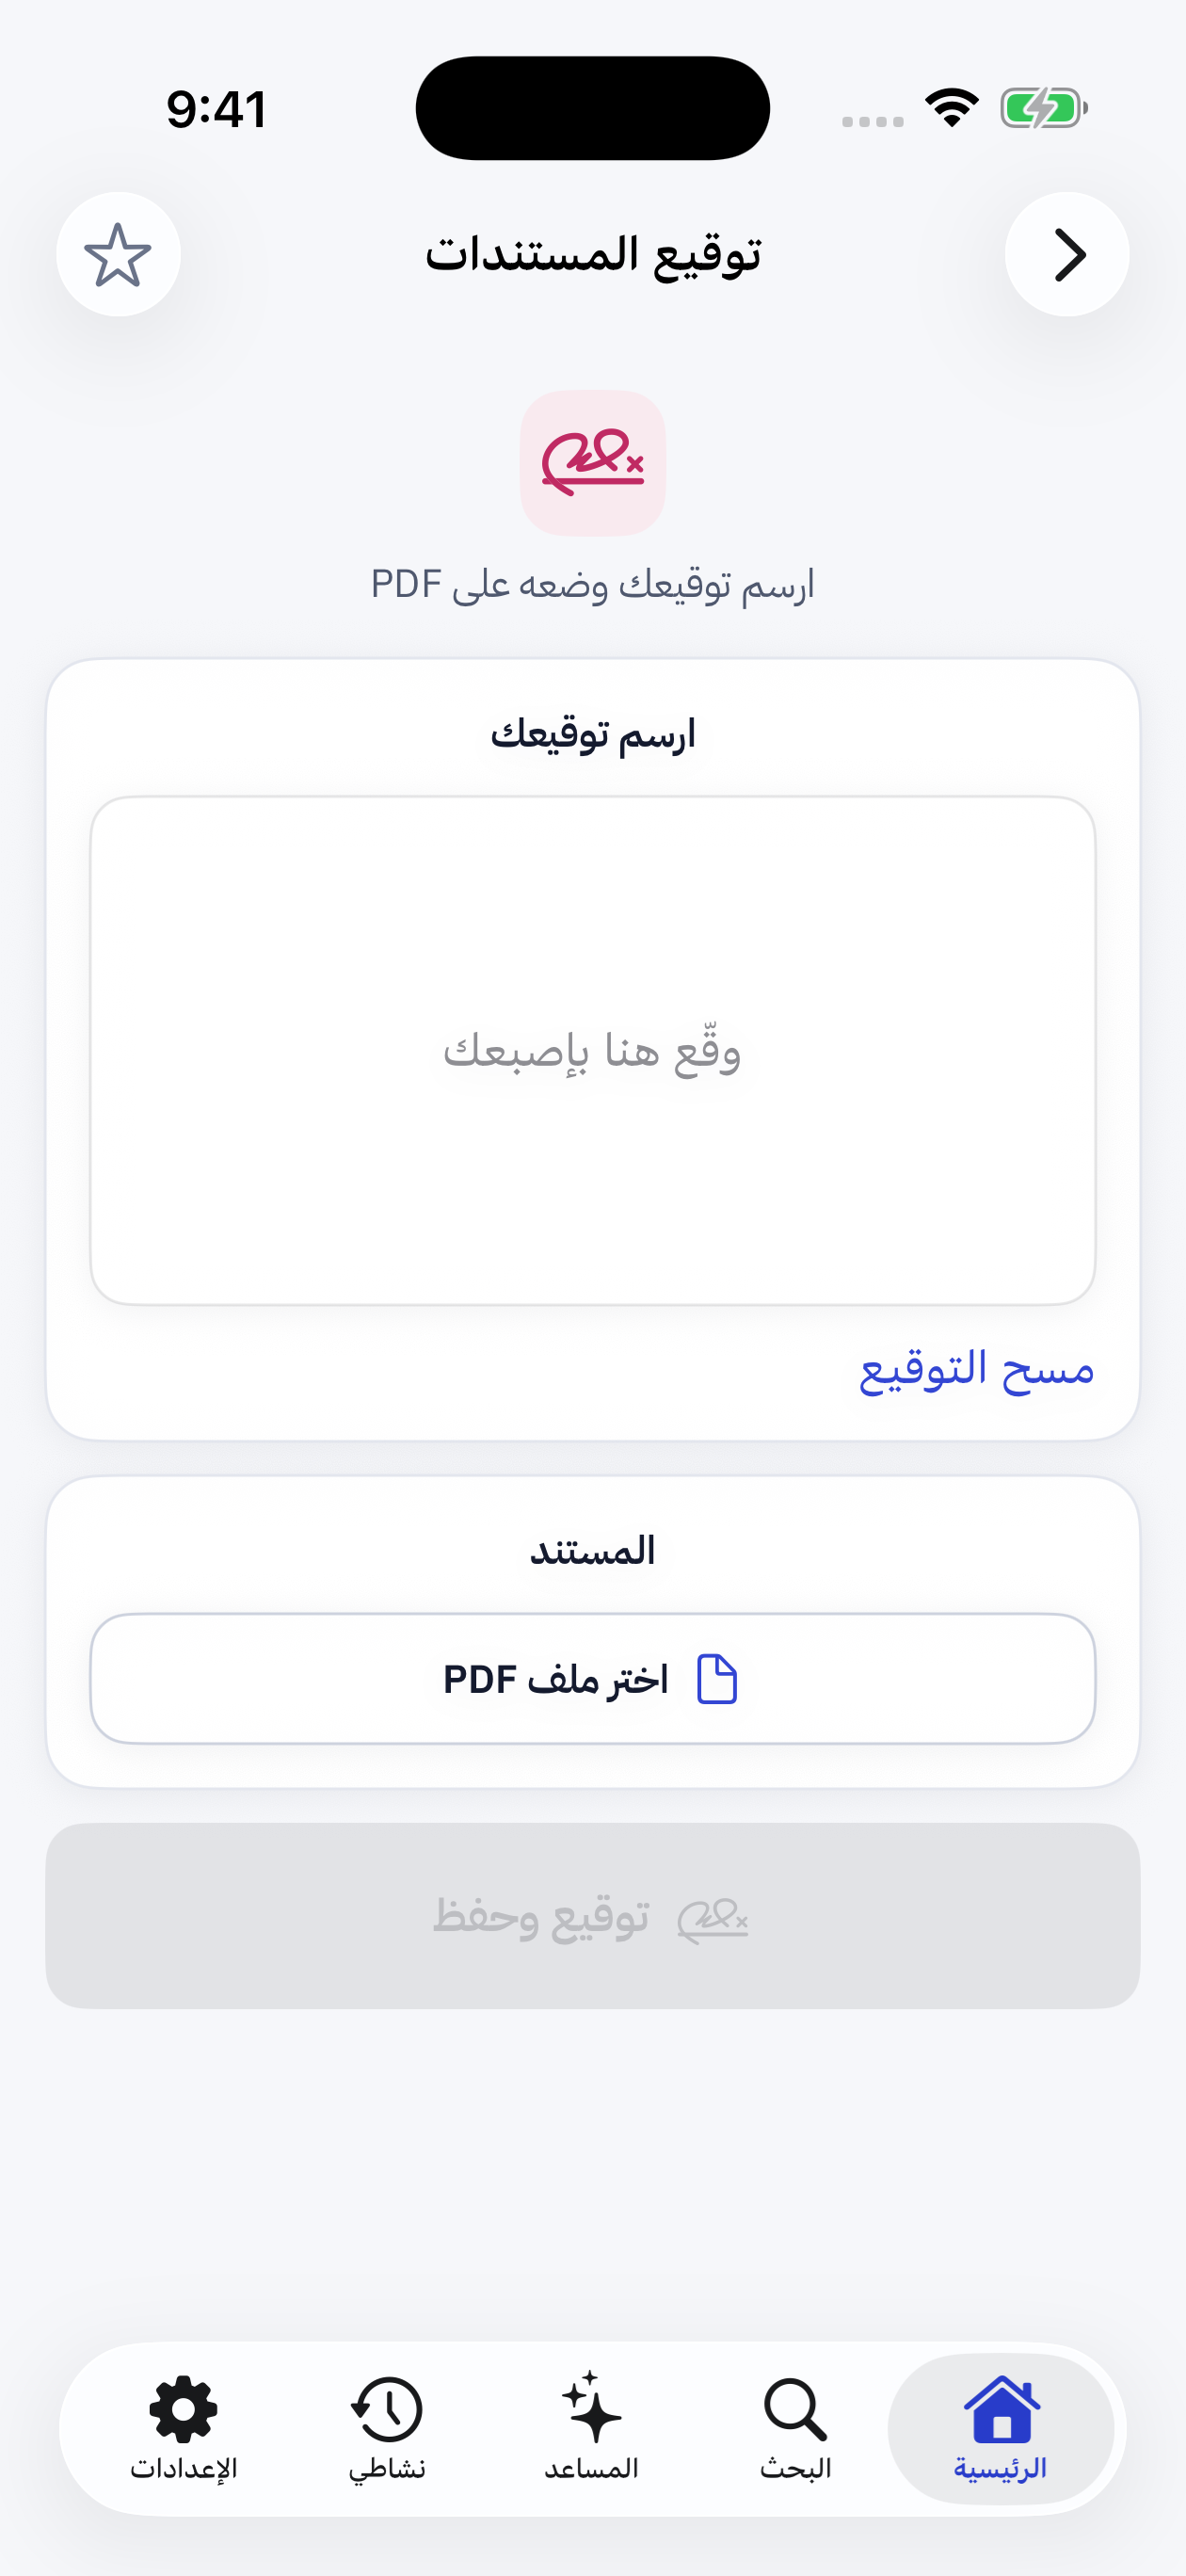 9:41
توقيع المستندات
ارسم توقيعك وضعه على PDF
ارسم توقيعك
وقّع هنا بإصبعك
مسح التوقيع
المستند
اختر ملف PDF
توقيع وحفظ
الرئيسية
البحث
المساعد
نشاطي
الإعدادات